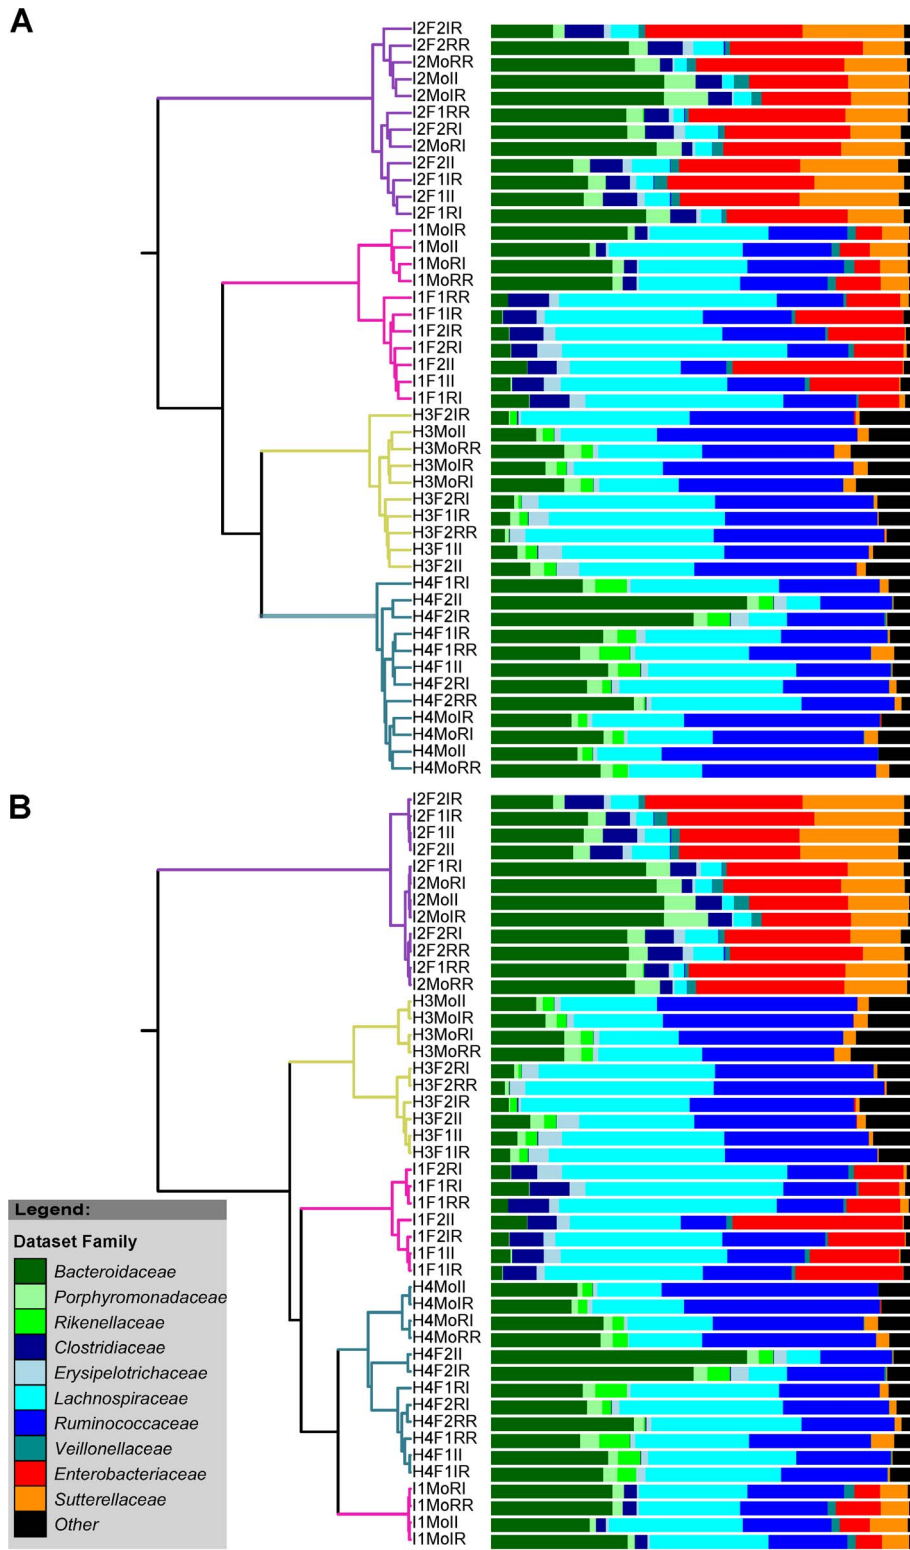 A
I2F2IR
I2F2RR
I2MoRR
I2MoII
I2MoIR
I2F1RR
I2F2RI
I2MoRI
I2F2II
I2F1IR
I2F1II
I2F1RI
I1MoIR
I1MoII
I1MoRI
I1MoRR
I1F1RR
I1F1IR
I1F2IR
I1F2RI
I1F2II
I1F1II
I1F1RI
H3F2IR
H3MoII
H3MoRR
H3MoIR
H3MoRI
H3F2RI
H3F1IR
H3F2RR
H3F1II
H3F2II
H4F1RI
H4F2II
H4F2IR
H4F1IR
H4F1RR
H4F1II
H4F2RI
H4F2RR
H4MoIR
H4MoRI
H4MoII
H4MoRR
B
I2F2IR
I2F1IR
I2F1II
I2F2II
I2F1RI
I2MoRI
I2MoII
I2MoIR
I2F2RI
I2F2RR
I2F1RR
I2MoRR
H3MoII
H3MoIR
H3MoRI
H3MoRR
H3F2RI
H3F2RR
H3F2IR
H3F2II
H3F1II
H3F1IR
I1F2RI
I1F1RI
I1F1RR
I1F2II
I1F2IR
I1F1II
I1F1IR
H4MoII
H4MoIR
H4MoRI
H4MoRR
H4F2II
H4F2IR
H4F1RI
H4F2RI
H4F2RR
H4F1RR
H4F1II
H4F1IR
I1MoRI
I1MoRR
I1MoII
I1MoIR
Legend:
Dataset Family
Bacteroidaceae
Porphyromonadaceae
Rikenellaceae
Clostridiaceae
Erysipelotrichaceae
Lachnospiraceae
Ruminococcaceae
Veillonellaceae
Enterobacteriaceae
Sutterellaceae
Other